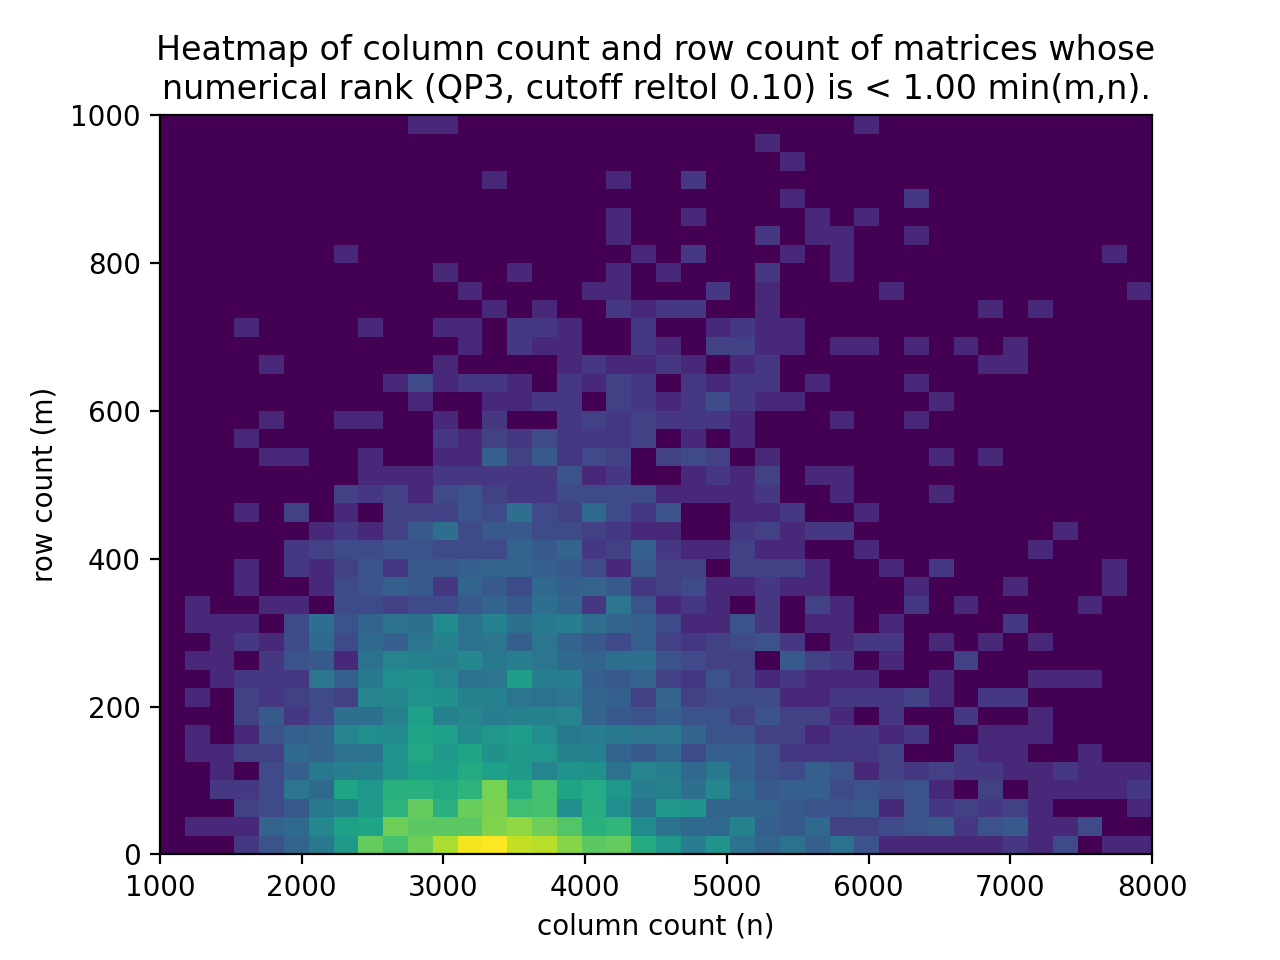 Heatmap of column count and row count of matrices whose
numerical rank (QP3, cutoff reltol 0.10) is < 1.00 min(m,n).
1000
800
600
400
200
0
row count (m)
1000 2000 3000 4000 5000 6000 7000 8000
column count (n)